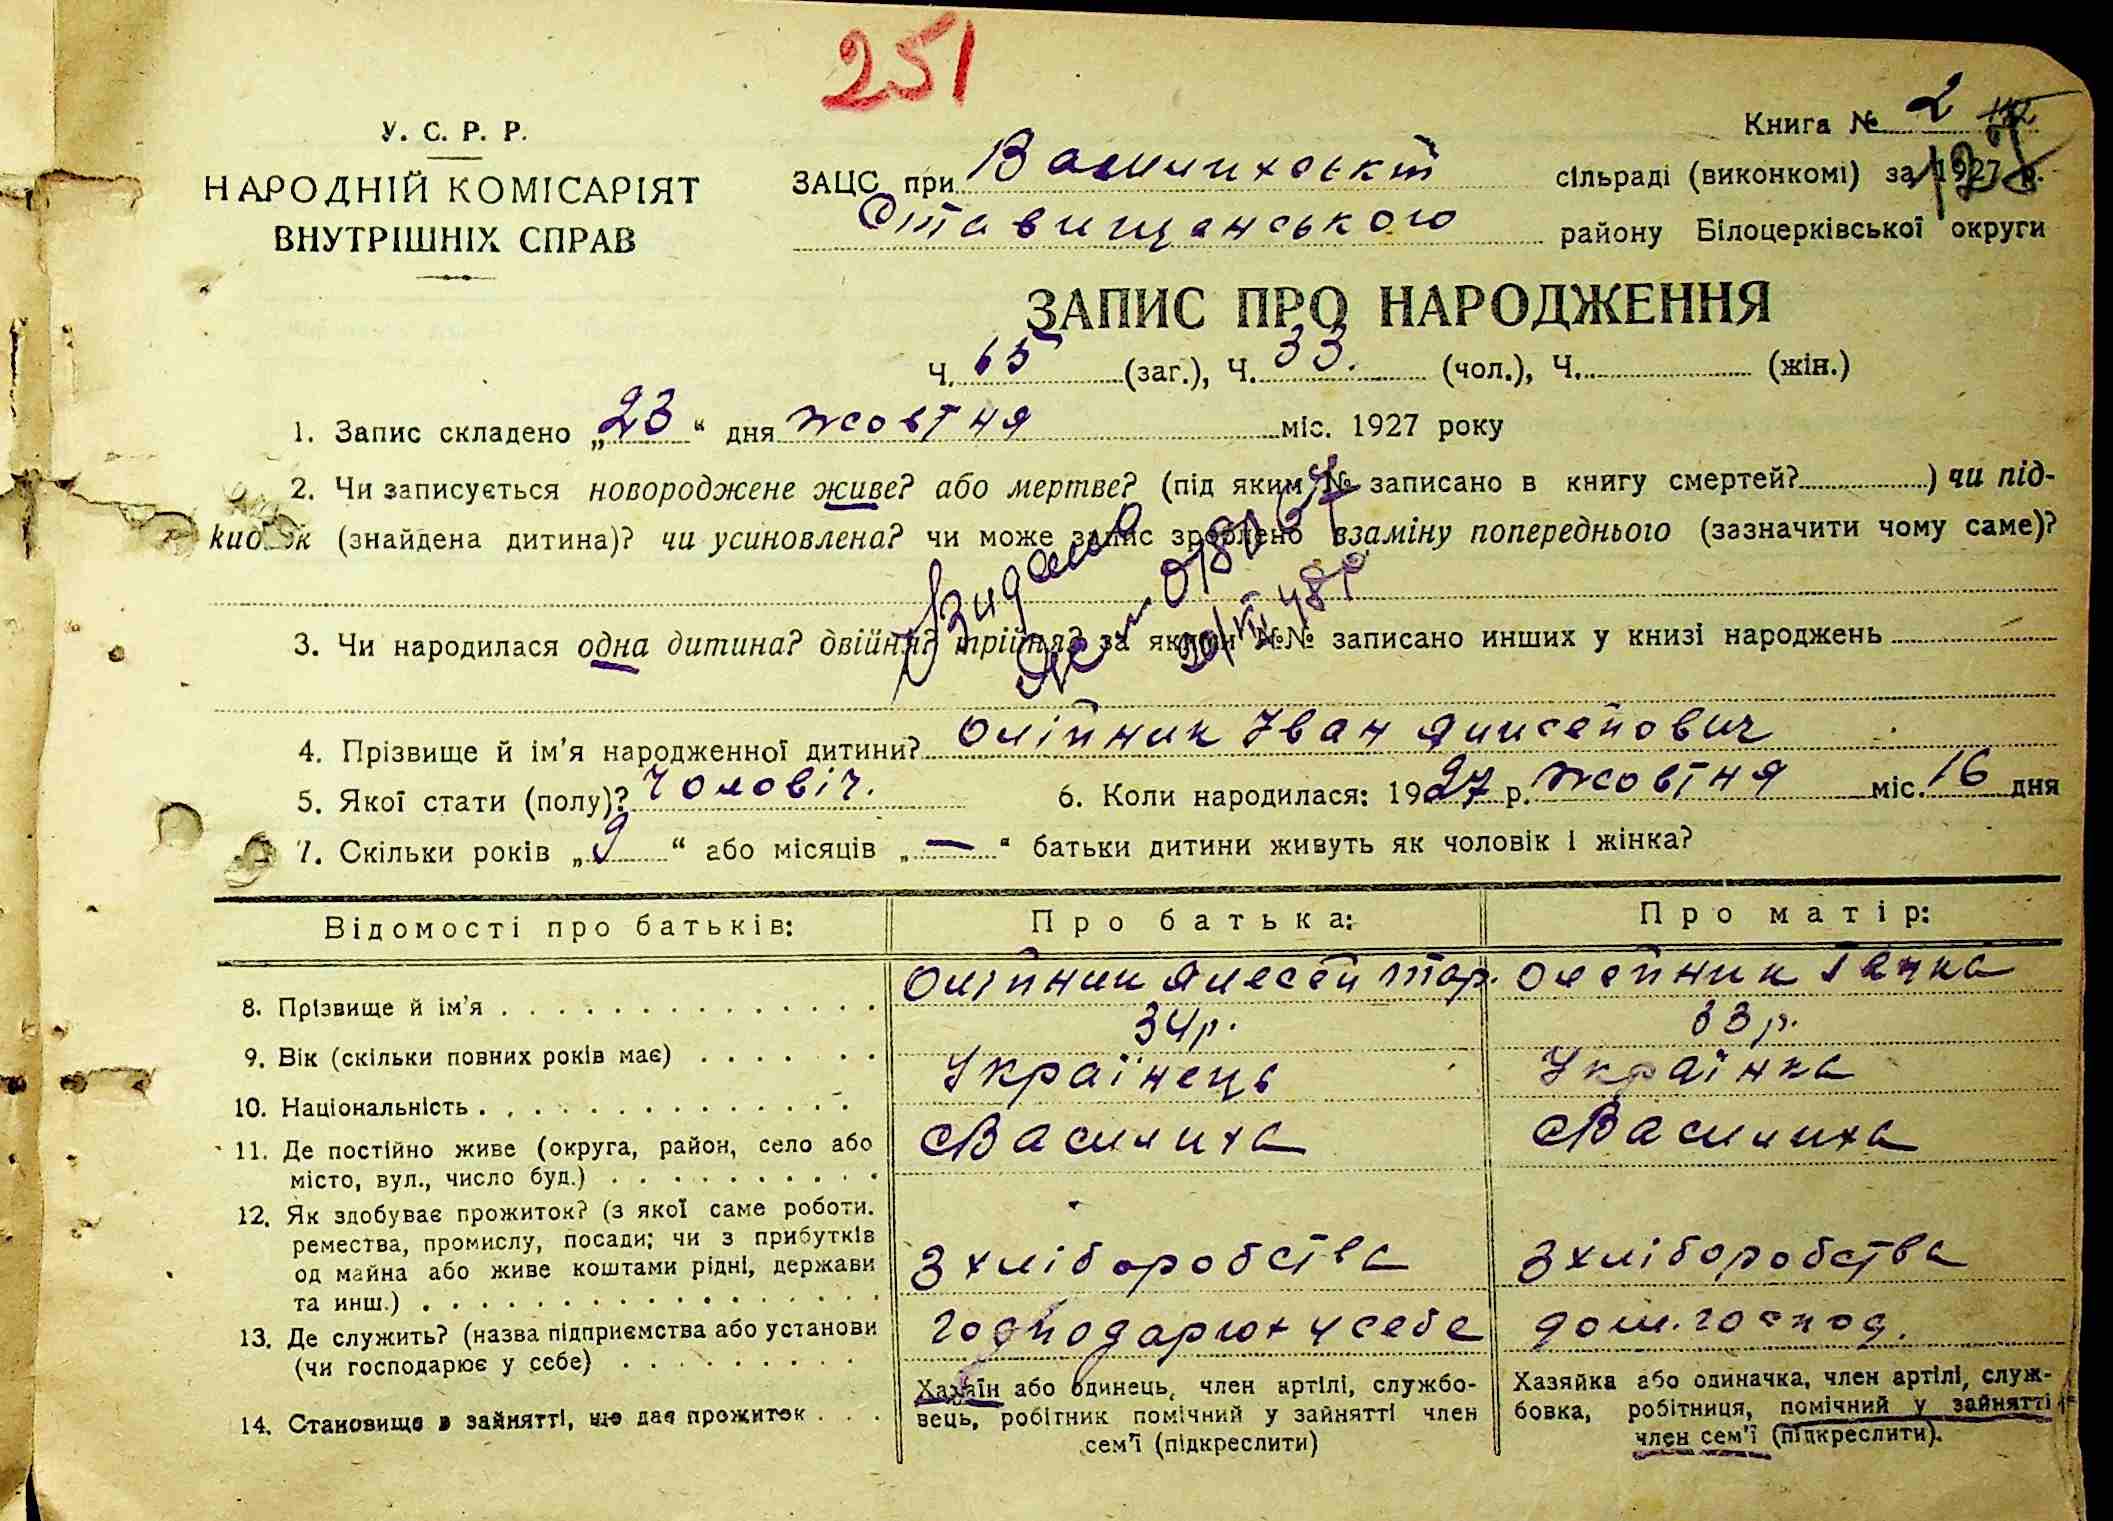 251
Книга № 2
У. С. Р. Р.
НАРОДНІЙ КОМІСАРІЯТ
ВНУТРІШНІХ СПРАВ
ЗАЦС при Василихській сільраді (виконкомі) за 1927 р.
Ставищанського району Білоцерківської округи
ЗАПИС ПРО НАРОДЖЕННЯ
Ч. 65 (заг.), Ч. 33. (чол.), Ч. (жін.)
1. Запис складено „23“ дня жовтня міс. 1927 року
2. Чи записується новороджене живе? або мертве? (під яким № записано в книгу смертей? ) чи під-
кидьок (знайдена дитина)? чи усиновлена? чи може запис зроблено взаміну попереднього (зазначити чому саме)?
3. Чи народилася одна дитина? двійня? трійня? за якими №№ записано инших у книзі народжень
4. Прізвище й ім'я народженної дитини? Олійник Іван Алисейович
5. Якої стати (полу)? Чоловіч. 6. Коли народилася: 1927 р. жовтня міс. 16 дня
7. Скільки років „9“ або місяців „—“ батьки дитини живуть як чоловік і жінка?
Відомості про батьків: Про батька: Про матір:
8. Прізвище й ім'я Олійник Алесей Тар. Олейник
9. Вік (скільки повних років має) 34 р. 33 р.
10. Національність Українець Українка
11. Де постійно живе (округа, район, село або с Василиха с Василиха
місто, вул., число буд.)
12. Як здобуває прожиток? (з якої саме роботи.
ремества, промислу, посади; чи з прибутків
од майна або живе коштами рідні, держави З хліборобства З хліборобства
та инш.)
13. Де служить? (назва підприємства або установи господарюх у себе дом. господ.
(чи господарює у себе)
14. Становище в зайнятті, що дає прожиток
Хазяїн або одинець, член артілі, службо-
вець, робітник помічний у зайнятті член
сем'ї (підкреслити)
Хазяйка або одиначка, член артілі, служ-
бовка, робітниця, помічний у зайнятті
член сем'ї (підкреслити).